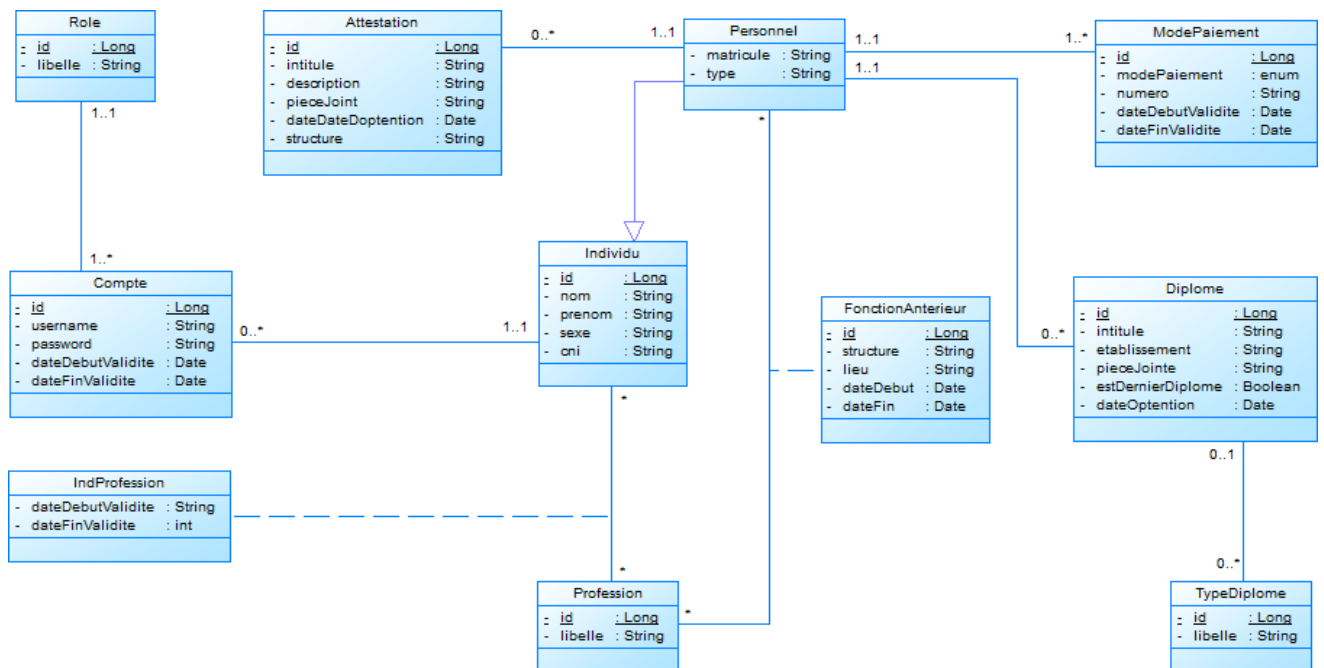 Role
- id : Long
- libelle : String
1..1
Attestation
- id : Long
- intitule : String
- description : String
- pieceJoint : String
- dateDateDoptention : Date
- structure : String
0..*
1..1
Personnel
- matricule : String
- type : String
1..1
1..*
1..1
*
ModePaiement
- id : Long
- modePaiement : enum
- numero : String
- dateDebutValidite : Date
- dateFinValidite : Date
1..*
Compte
- id : Long
- username : String
- password : String
- dateDebutValidite : Date
- dateFinValidite : Date
0..*
1..1
Individu
- id : Long
- nom : String
- prenom : String
- sexe : String
- cni : String
*
FonctionAnterieur
- id : Long
- structure : String
- lieu : String
- dateDebut : Date
- dateFin : Date
0..*
Diplome
- id : Long
- intitule : String
- etablissement : String
- pieceJointe : String
- estDernierDiplome : Boolean
- dateOptention : Date
0..1
IndProfession
- dateDebutValidite : String
- dateFinValidite : int
*
Profession
- id : Long
- libelle : String
*
0..*
TypeDiplome
- id : Long
- libelle : String